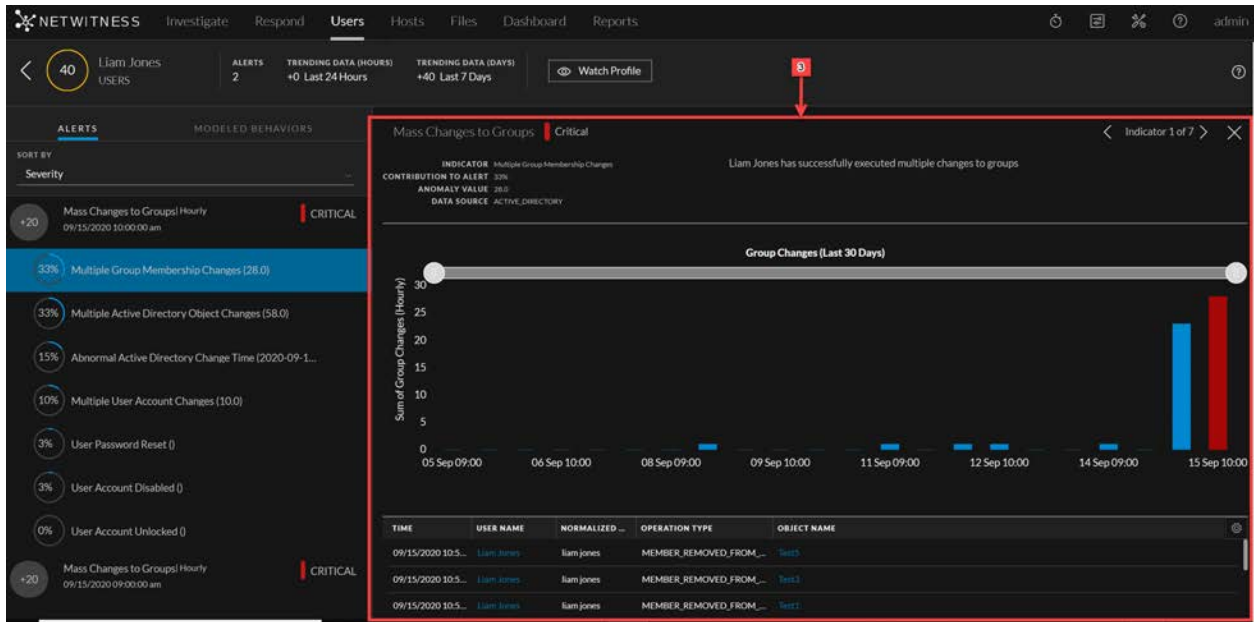 NETWITNESS Investigate Respond Users Hosts Files Dashboard Reports admin
40 Liam Jones
USERS
ALERTS
2
TRENDING DATA (HOURS)
+0 Last 24 Hours
TRENDING DATA (DAYS)
+40 Last 7 Days
Watch Profile
3
ALERTS MODELED BEHAVIORS
SORT BY
Severity
+20 Mass Changes to Groups| Hourly CRITICAL
09/15/2020 10:00:00 am
33% Multiple Group Membership Changes (28.0)
33% Multiple Active Directory Object Changes (58.0)
15% Abnormal Active Directory Change Time (2020-09-1...
10% Multiple User Account Changes (10.0)
3% User Password Reset ()
3% User Account Disabled ()
0% User Account Unlocked ()
+20 Mass Changes to Groups| Hourly CRITICAL
09/15/2020 09:00:00 am
Mass Changes to Groups Critical Indicator 1 of 7
INDICATOR Multiple Group Membership Changes
CONTRIBUTION TO ALERT 33%
ANOMALY VALUE 28.0
DATA SOURCE ACTIVE_DIRECTORY
Liam Jones has successfully executed multiple changes to groups
Group Changes (Last 30 Days)
Sum of Group Changes (Hourly)
30
25
20
15
10
5
0
05 Sep 09:00 06 Sep 10:00 08 Sep 09:00 09 Sep 10:00 11 Sep 09:00 12 Sep 10:00 14 Sep 09:00 15 Sep 10:00
TIME USER NAME NORMALIZED ... OPERATION TYPE OBJECT NAME
09/15/2020 10:5... Liam Jones liam jones MEMBER_REMOVED_FROM_... Test5
09/15/2020 10:5... Liam Jones liam jones MEMBER_REMOVED_FROM_... Test3
09/15/2020 10:5... Liam Jones liam jones MEMBER_REMOVED_FROM_... Test1